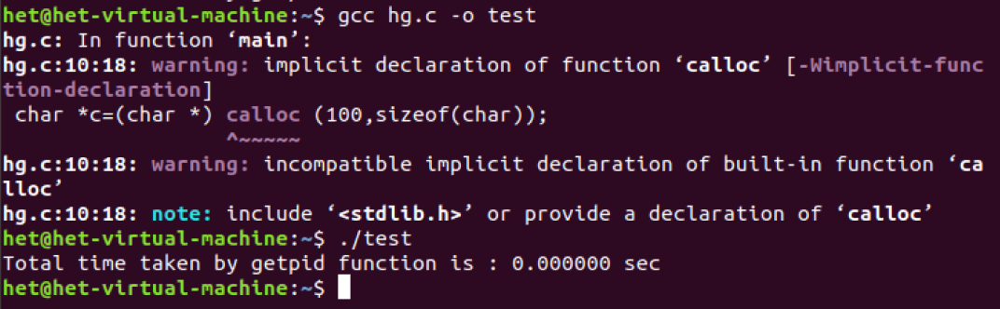 het@het-virtual-machine:~$ gcc hg.c -o test
hg.c: In function ‘main’:
hg.c:10:18: warning: implicit declaration of function ‘calloc’ [-Wimplicit-func
tion-declaration]
 char *c=(char *) calloc (100,sizeof(char));
                  ^~~~~~
hg.c:10:18: warning: incompatible implicit declaration of built-in function ‘ca
lloc’
hg.c:10:18: note: include ‘<stdlib.h>’ or provide a declaration of ‘calloc’
het@het-virtual-machine:~$ ./test
Total time taken by getpid function is : 0.000000 sec
het@het-virtual-machine:~$